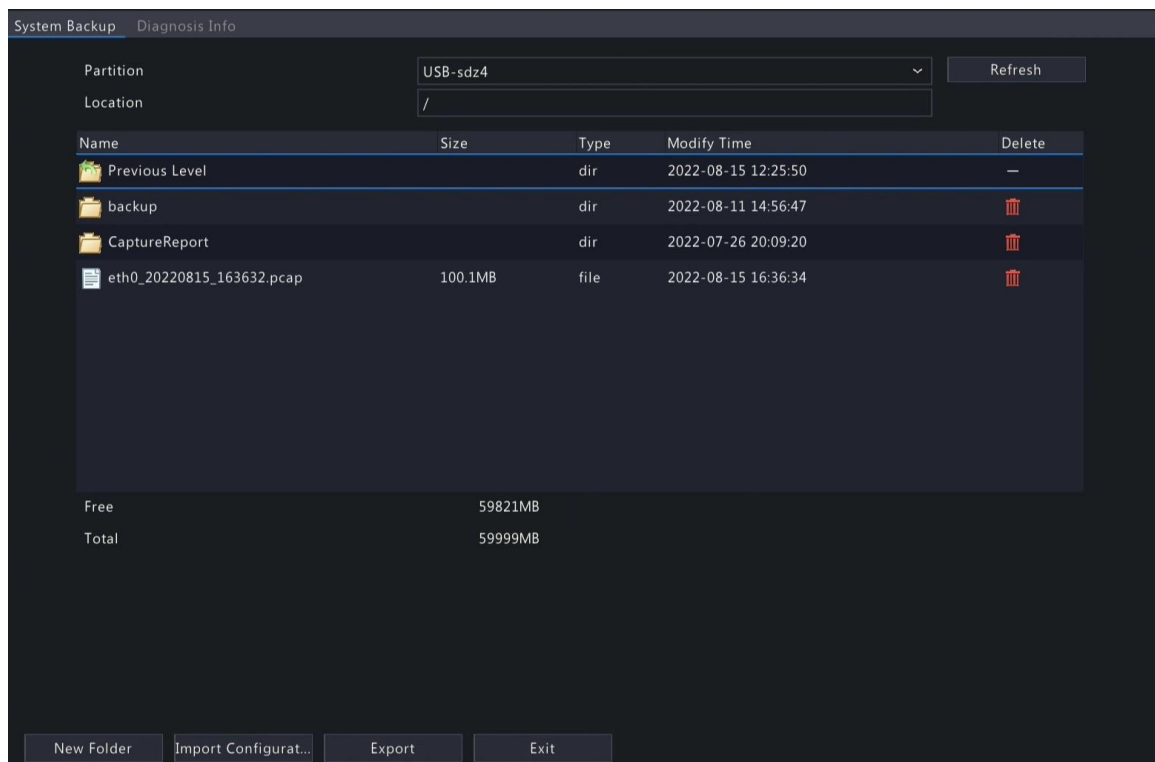 System Backup Diagnosis Info
Partition USB-sdz4 Refresh
Location /
Name Size Type Modify Time Delete
Previous Level dir 2022-08-15 12:25:50 —
backup dir 2022-08-11 14:56:47
CaptureReport dir 2022-07-26 20:09:20
eth0_20220815_163632.pcap 100.1MB file 2022-08-15 16:36:34
Free 59821MB
Total 59999MB
New Folder Import Configurat... Export Exit